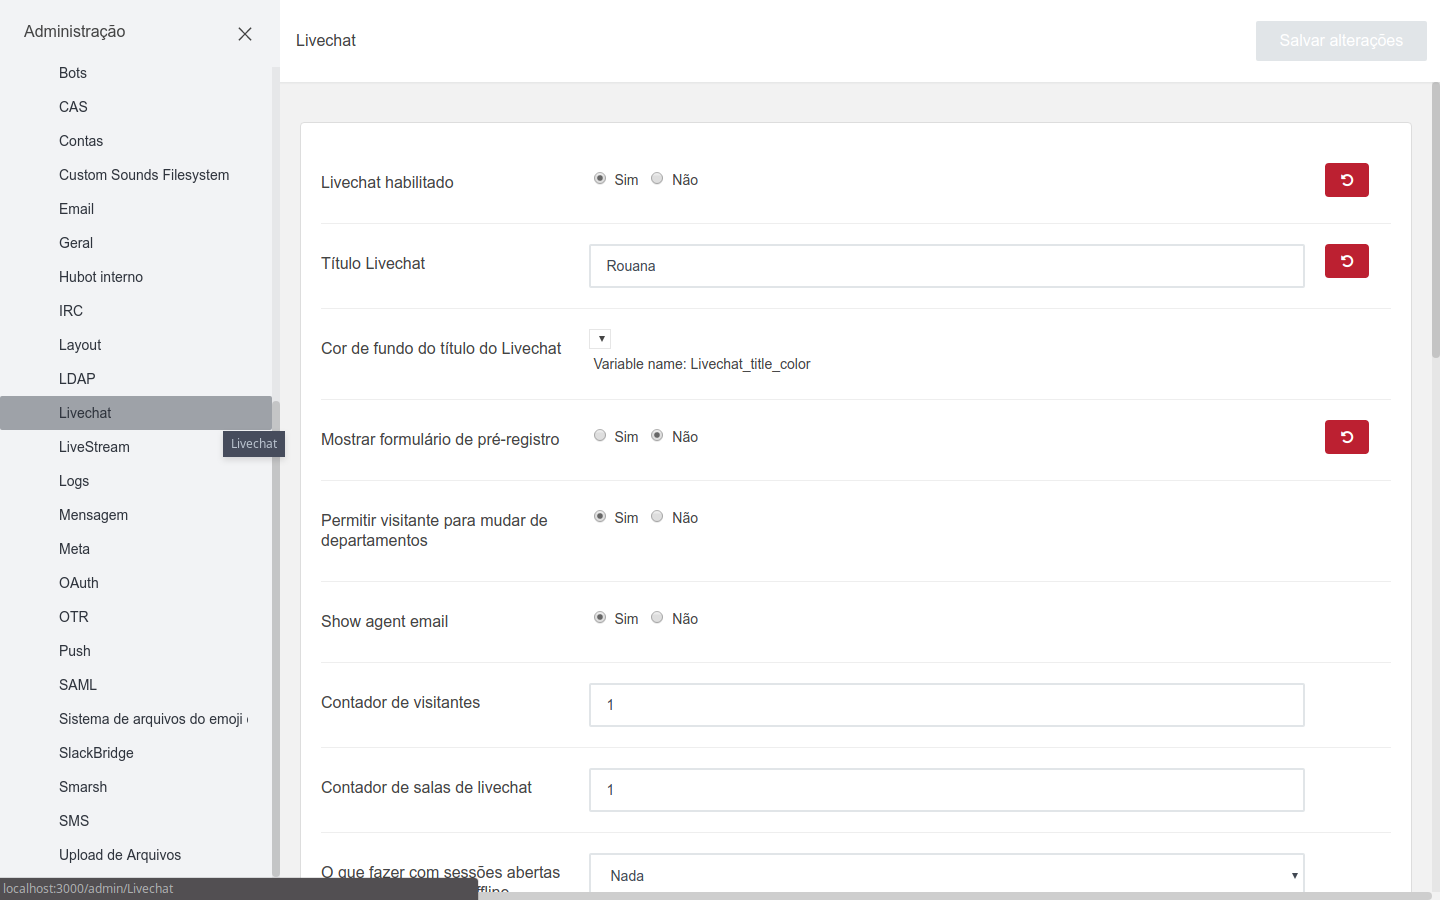 Administração
Bots
CAS
Contas
Custom Sounds Filesystem
Email
Geral
Hubot interno
IRC
Layout
LDAP
Livechat
Livechat
LiveStream
Logs
Mensagem
Meta
OAuth
OTR
Push
SAML
Sistema de arquivos do emoji
SlackBridge
Smarsh
SMS
Upload de Arquivos
localhost:3000/admin/Livechat
Livechat
Salvar alterações
Livechat habilitado
Sim Não
Título Livechat
Rouana
Cor de fundo do título do Livechat
Variable name: Livechat_title_color
Mostrar formulário de pré-registro
Sim Não
Permitir visitante para mudar de
departamentos
Sim Não
Show agent email
Sim Não
Contador de visitantes
1
Contador de salas de livechat
1
O que fazer com sessões abertas
Nada